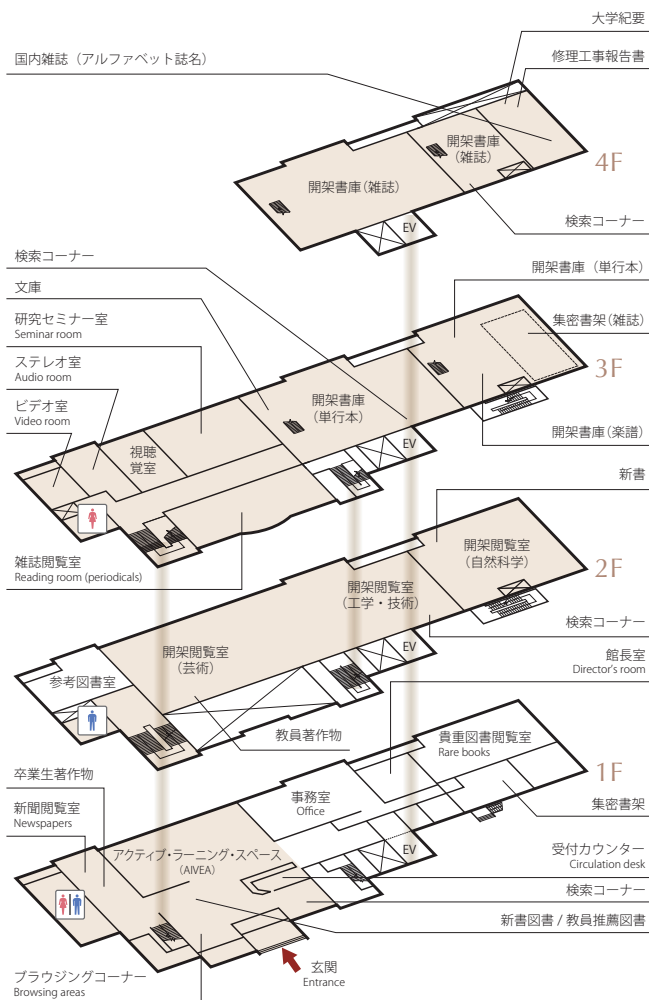 大学紀要
国内雑誌（アルファベット誌名）
修理工事報告書
開架書庫
（雑誌）
4F
開架書庫（雑誌）
検索コーナー
EV
検索コーナー
開架書庫（単行本）
文庫
研究セミナー室
Seminar room
集密書架（雑誌）
ステレオ室
Audio room
3F
開架書庫
（単行本）
ビデオ室
Video room
視聴
覚室
開架書庫（楽譜）
EV
新書
雑誌閲覧室
Reading room (periodicals)
開架閲覧室
（自然科学）
2F
開架閲覧室
（工学・技術）
検索コーナー
開架閲覧室
（芸術）
EV
館長室
Director's room
参考図書室
教員著作物
貴重図書閲覧室
Rare books
1F
卒業生著作物
事務室
Office
集密書架
新聞閲覧室
Newspapers
アクティブ・ラーニング・スペース
(AIVEA)
EV
受付カウンター
Circulation desk
検索コーナー
新書図書 / 教員推薦図書
ブラウジングコーナー
Browsing areas
玄関
Entrance